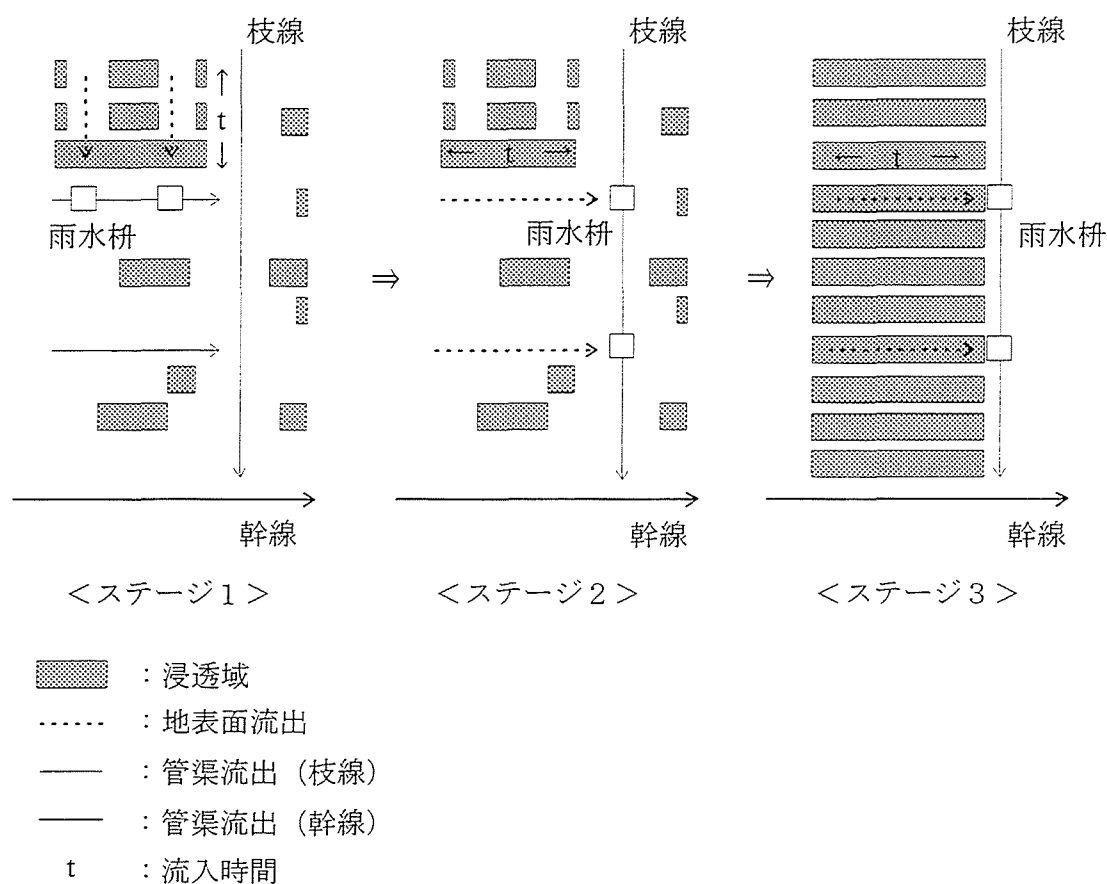 枝線
t
雨水枡
幹線
<ステージ1>
⇒
枝線
t
雨水枡
幹線
<ステージ2>
⇒
枝線
t
雨水枡
幹線
<ステージ3>
:浸透域
:地表面流出
:管渠流出(枝線)
:管渠流出(幹線)
t :流入時間